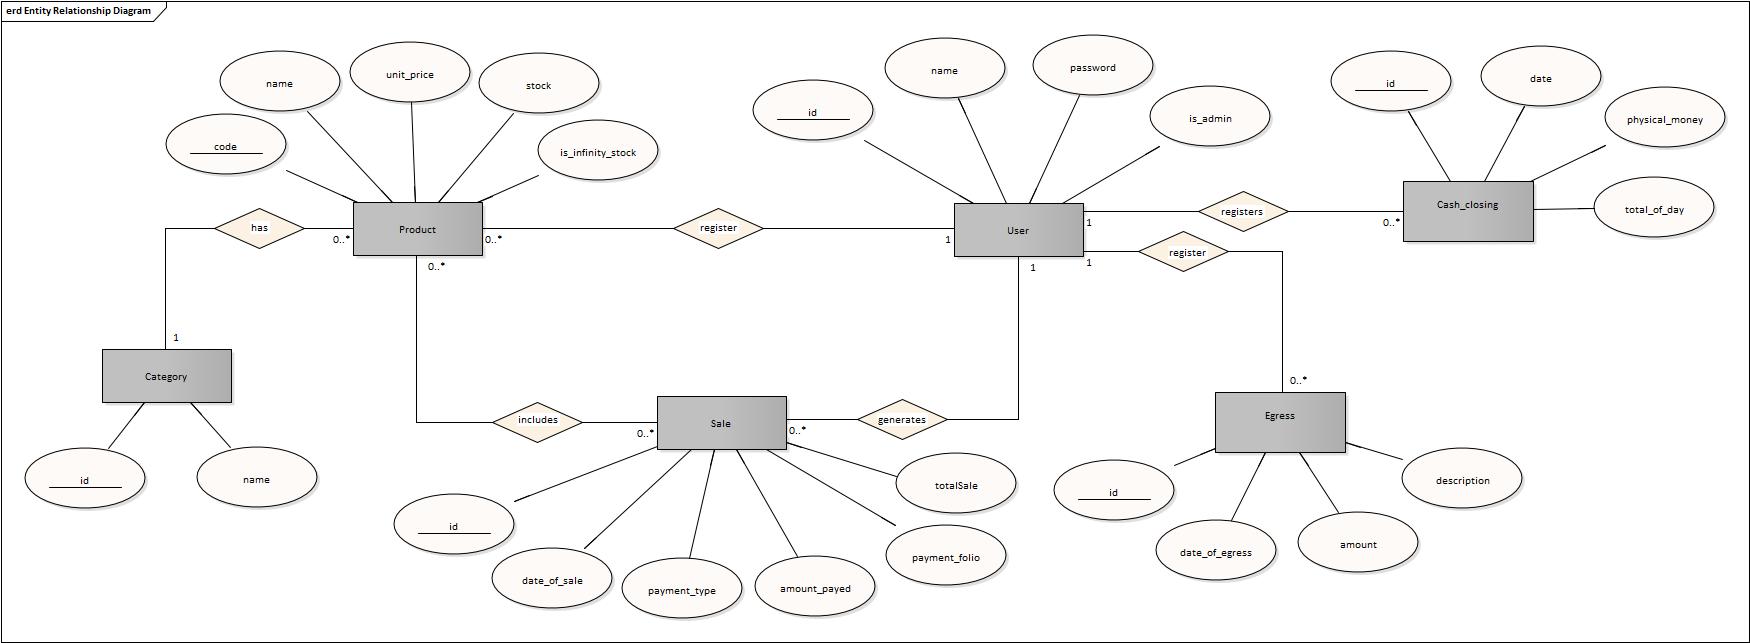 erd Entity Relationship Diagram
name
unit_price
stock
code
is_infinity_stock
id
name
password
is_admin
id
date
physical_money
total_of_day
has
0..*
Product
0..*
register
1
User
1
registers
0..*
Cash_closing
1
register
0..*
1
1
Category
id
name
includes
0..*
Sale
0..*
generates
0..*
Egress
id
date_of_sale
payment_type
amount_payed
payment_folio
totalSale
id
date_of_egress
amount
description